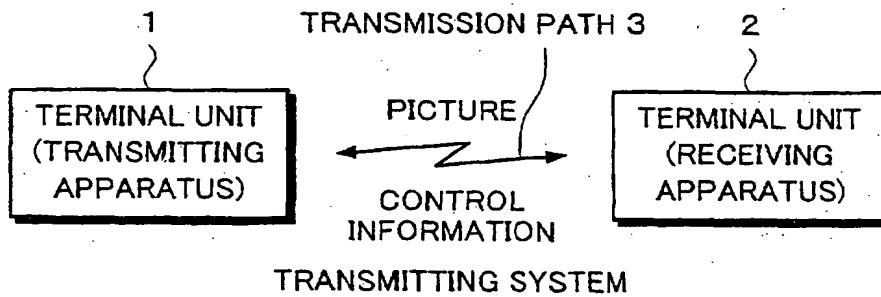 1
TRANSMISSION PATH 3
2
TERMINAL UNIT
(TRANSMITTING
APPARATUS)
PICTURE
CONTROL
INFORMATION
TERMINAL UNIT
(RECEIVING
APPARATUS)
TRANSMITTING SYSTEM